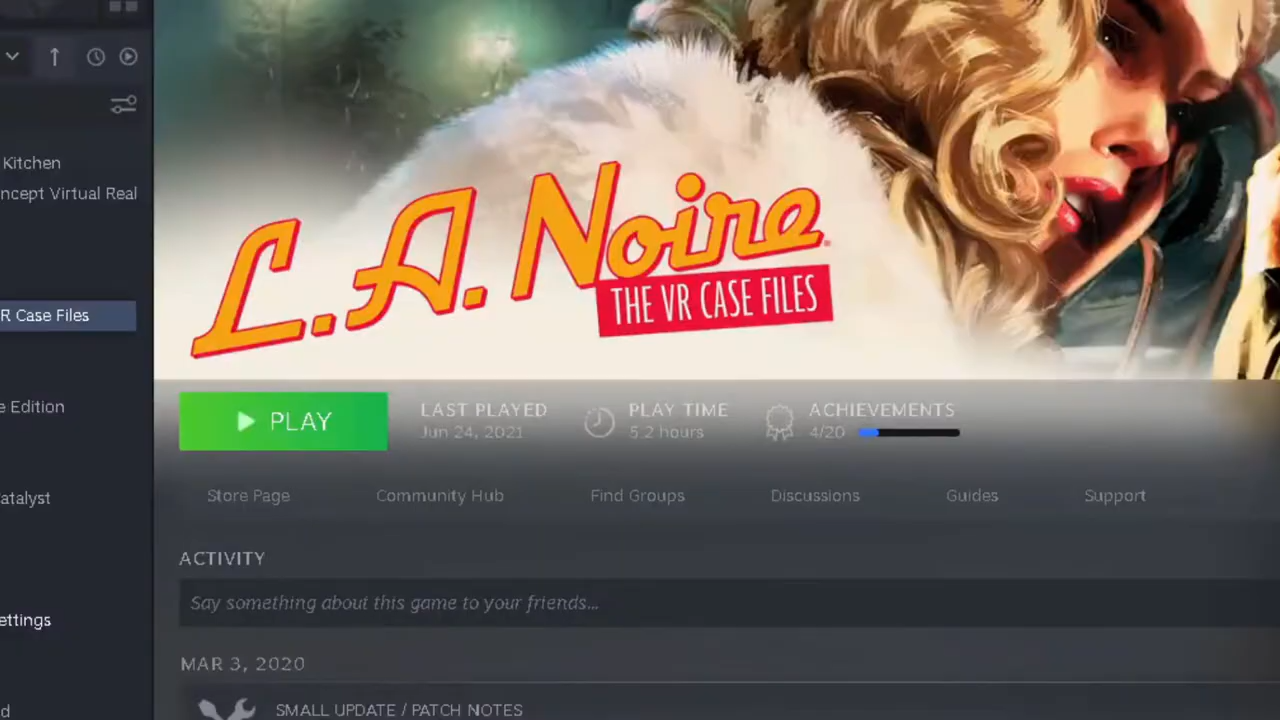 Kitchen
ncept Virtual Real
R Case Files
e Edition
atalyst
ettings
d
L.A. Noire
THE VR CASE FILES
PLAY
LAST PLAYED
Jun 24, 2021
PLAY TIME
5.2 hours
ACHIEVEMENTS
4/20
Store Page Community Hub Find Groups Discussions Guides Support
ACTIVITY
Say something about this game to your friends...
MAR 3, 2020
SMALL UPDATE / PATCH NOTES